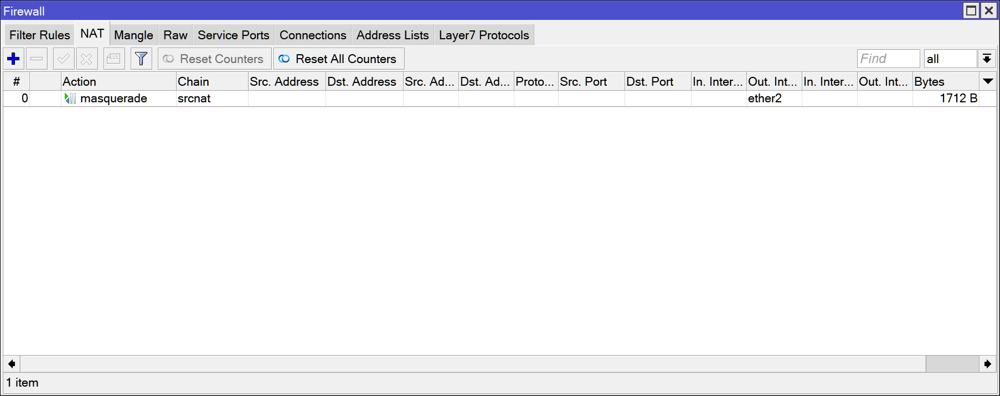 Firewall
Filter Rules NAT Mangle Raw Service Ports Connections Address Lists Layer7 Protocols
Reset Counters Reset All Counters Find all
# Action Chain Src. Address Dst. Address Src. Ad... Dst. Ad... Proto... Src. Port Dst. Port In. Inter... Out. Int... In. Inter... Out. Int... Bytes
0 masquerade srcnat ether2 1712 B
1 item